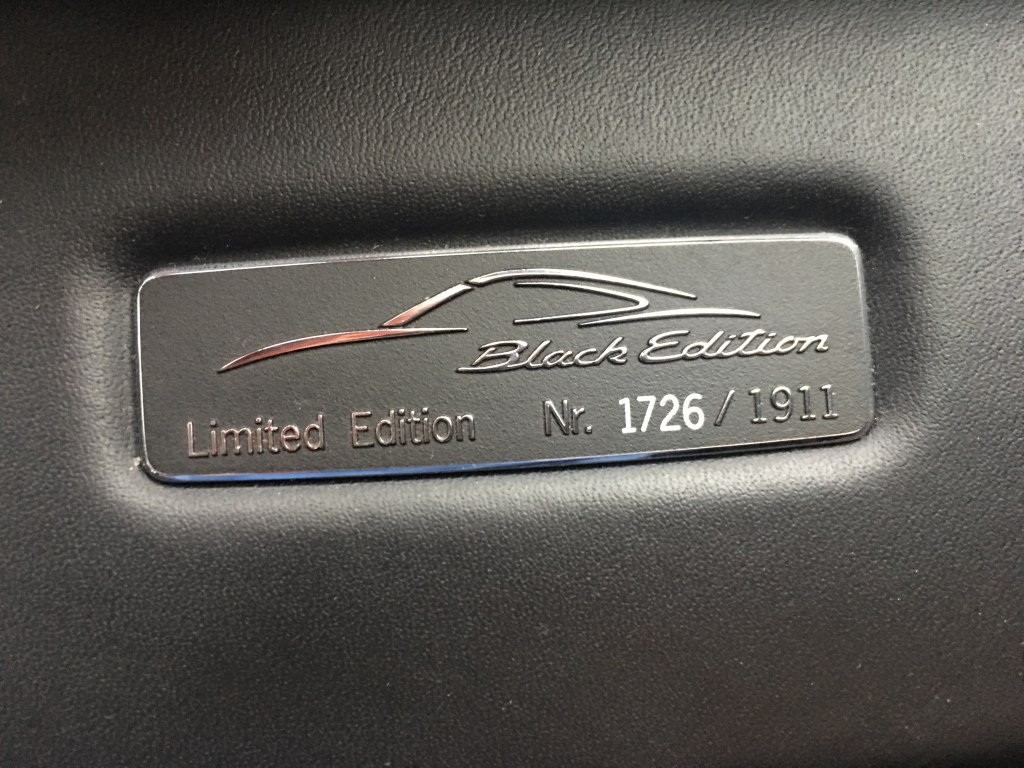 Black Edition
Limited Edition Nr. 1726 / 1911